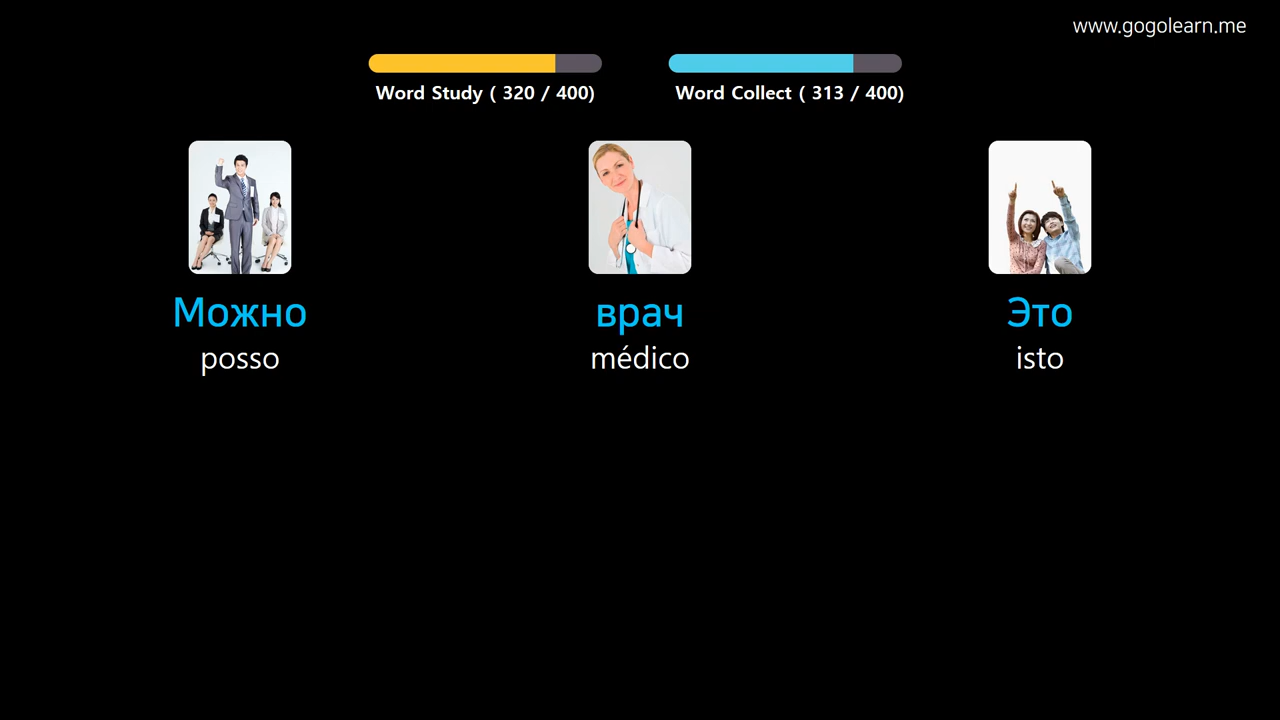 www.gogolearn.me
Word Study ( 320 / 400)
Word Collect ( 313 / 400)
Можно
posso
врач
médico
Это
isto